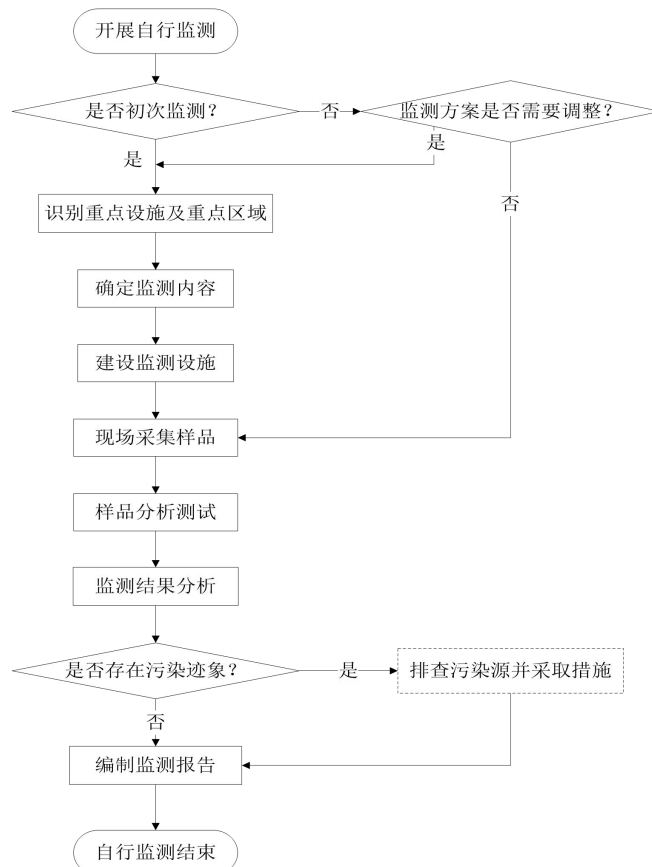 开展自行监测
是否初次监测？
否
监测方案是否需要调整？
是
是
识别重点设施及重点区域
否
确定监测内容
建设监测设施
现场采集样品
样品分析测试
监测结果分析
是否存在污染迹象？
是
排查污染源并采取措施
否
编制监测报告
自行监测结束